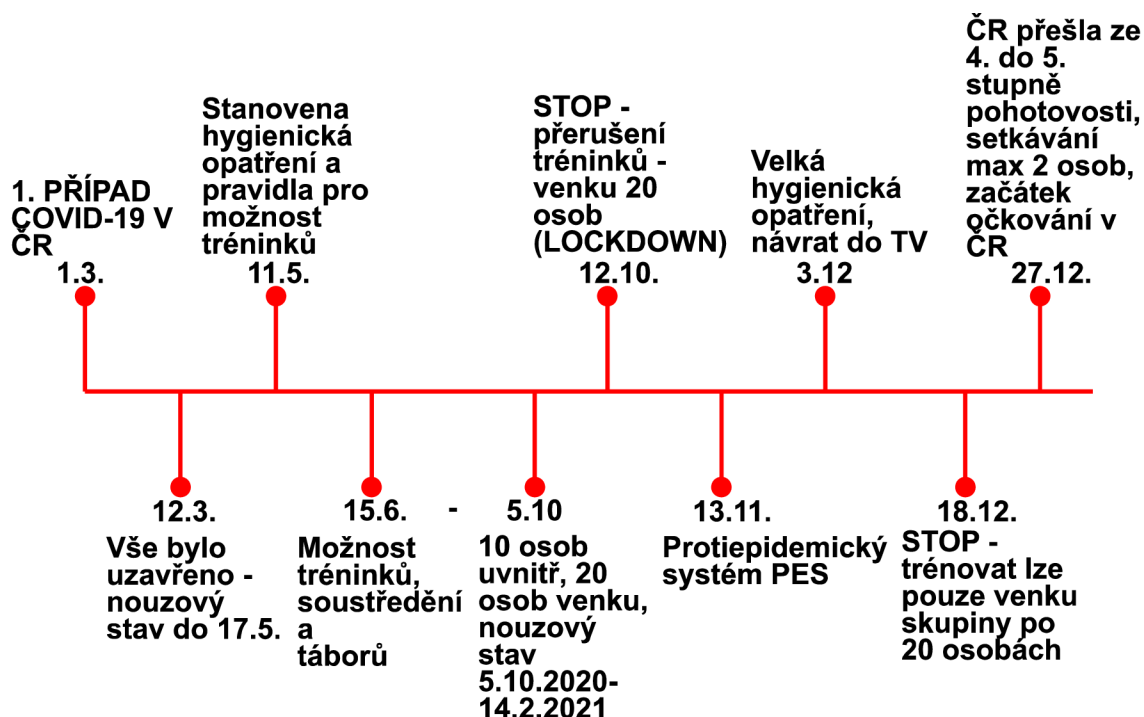 1. PŘÍPAD
COVID-19 V
ČR
1.3.
Stanovena
hygienická
opatření a
pravidla pro
možnost
tréninků
11.5.
STOP -
přerušení
tréninků -
venku 20
osob
(LOCKDOWN)
12.10.
Velká
hygienická
opatření,
návrat do TV
3.12
ČR přešla ze
4. do 5.
stupně
pohotovosti,
setkávání
max 2 osob,
začátek
očkování v
ČR
27.12.
12.3.
Vše bylo
uzavřeno -
nouzový
stav do 17.5.
15.6. - 5.10
Možnost
tréninků,
soustředění
a
táborů
10 osob
uvnitř, 20
osob venku,
nouzový
stav
5.10.2020-
14.2.2021
13.11.
Protiepidemický
systém PES
18.12.
STOP -
trénovat lze
pouze venku
skupiny po
20 osobách